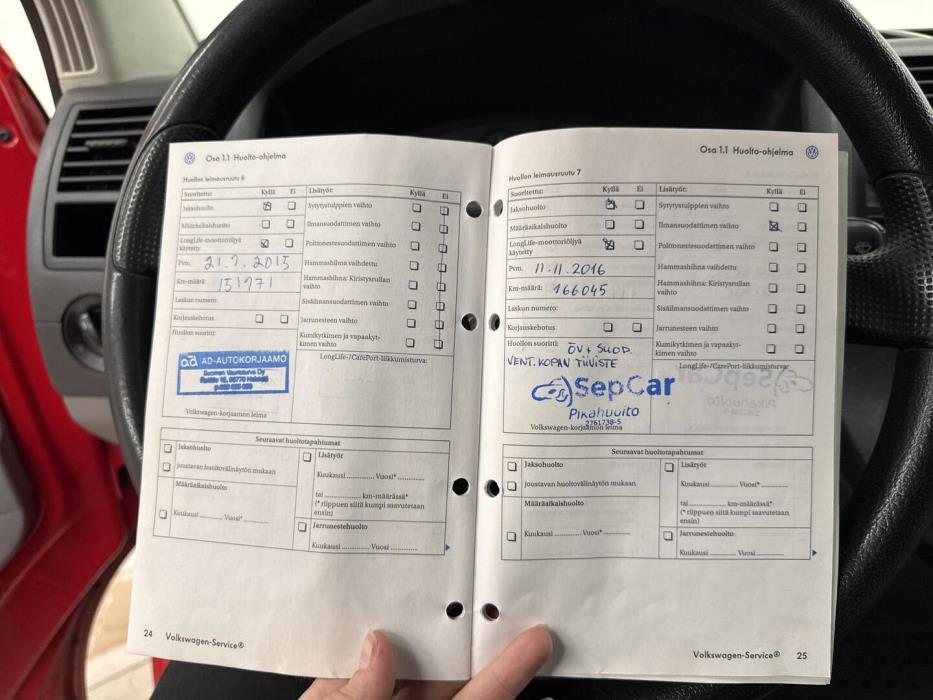 Osa 1.1 Huolto-ohjelma
Huollon leimausruutu 6
Suoritettu: Kyllä Ei Lisätyöt: Kyllä Ei
Jaksohuolto Sytytystulppien vaihto
Määräaikaishuolto Ilmansuodattimen vaihto
LongLife-moottoriöljyä käytetty Polttonestesuodattimen vaihto
Pvm. 21.7.2015 Hammashihna vaihdettu
Km-määrä: 131771 Hammashihna: Kiristysrullan vaihto
Laskun numero: Sisäilmansuodattimen vaihto
Korjauskehotus Jarrunesteen vaihto
Huollon suoritti: Kumikytkimen ja vapaakyt-
kimen vaihto
ad AD-AUTOKORJAAMO
LongLife-/CarePort-liikkumisturva:
Volkswagen-korjaamon leima
Seuraavat huoltotapahtumat
Jaksohuolto Lisätyöt
joustavan huoltovälinäytön mukaan Kuukausi Vuosi*
Määräaikaishuolto tai km-määrässä*
(* riippuen siitä kumpi saavutetaan
ensin)
Kuukausi Vuosi* Jarrunestehuolto
Kuukausi Vuosi
24 Volkswagen-Service®
Osa 1.1 Huolto-ohjelma
Huollon leimausruutu 7
Suoritettu: Kyllä Ei Lisätyöt: Kyllä Ei
Jaksohuolto Sytytystulppien vaihto
Määräaikaishuolto Ilmansuodattimen vaihto
LongLife-moottoriöljyä käytetty Polttonestesuodattimen vaihto
Pvm. 11.11.2016 Hammashihna vaihdettu
Km-määrä: 166045 Hammashihna: Kiristysrullan vaihto
Laskun numero: Sisäilmansuodattimen vaihto
Korjauskehotus Jarrunesteen vaihto
Huollon suoritti: ÖV + SUOD. Kumikytkimen ja vapaakyt-
kimen vaihto
VENT. KOPAN TIIVISTE
LongLife-/CarePort-liikkumisturva:
SepCar
Pikahuolto
2761738-5
Volkswagen-korjaamon leima
Seuraavat huoltotapahtumat
Jaksohuolto Lisätyöt
joustavan huoltovälinäytön mukaan Kuukausi Vuosi*
Määräaikaishuolto tai km-määrässä*
(* riippuen siitä kumpi saavutetaan
ensin)
Kuukausi Vuosi* Jarrunestehuolto
Kuukausi Vuosi
Volkswagen-Service® 25